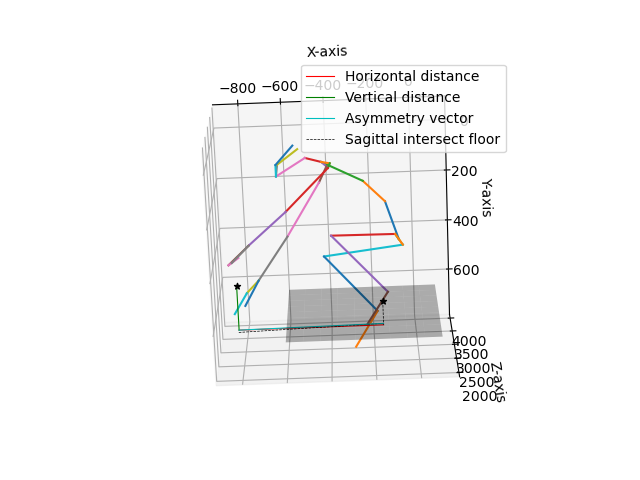 X-axis
−800 −600 −400 −200 0
Horizontal distance
Vertical distance
Asymmetry vector
Sagittal intersect floor
200
Y-axis
400
600
4000
3500
3000
2500
2000
Z-axis